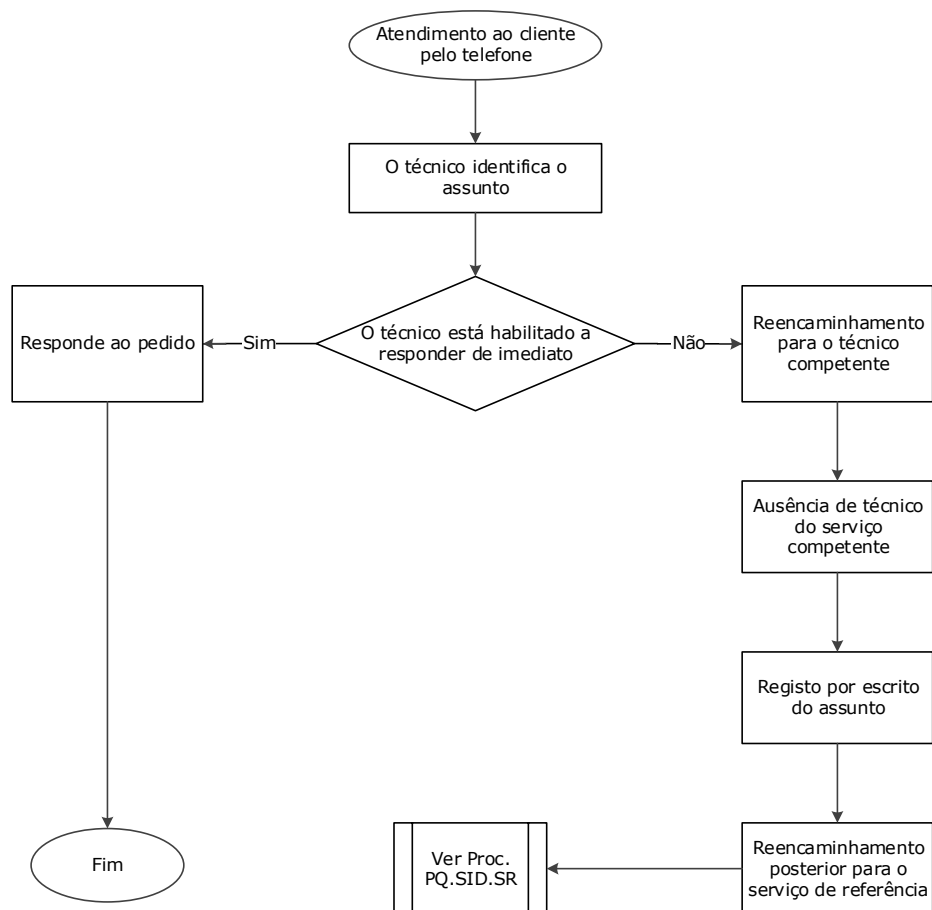 Atendimento ao cliente
pelo telefone
O técnico identifica o
assunto
O técnico está habilitado a
responder de imediato
Sim
Responde ao pedido
Não
Reencaminhamento
para o técnico
competente
Ausência de técnico
do serviço
competente
Registo por escrito
do assunto
Reencaminhamento
posterior para o
serviço de referência
Ver Proc.
PQ.SID.SR
Fim